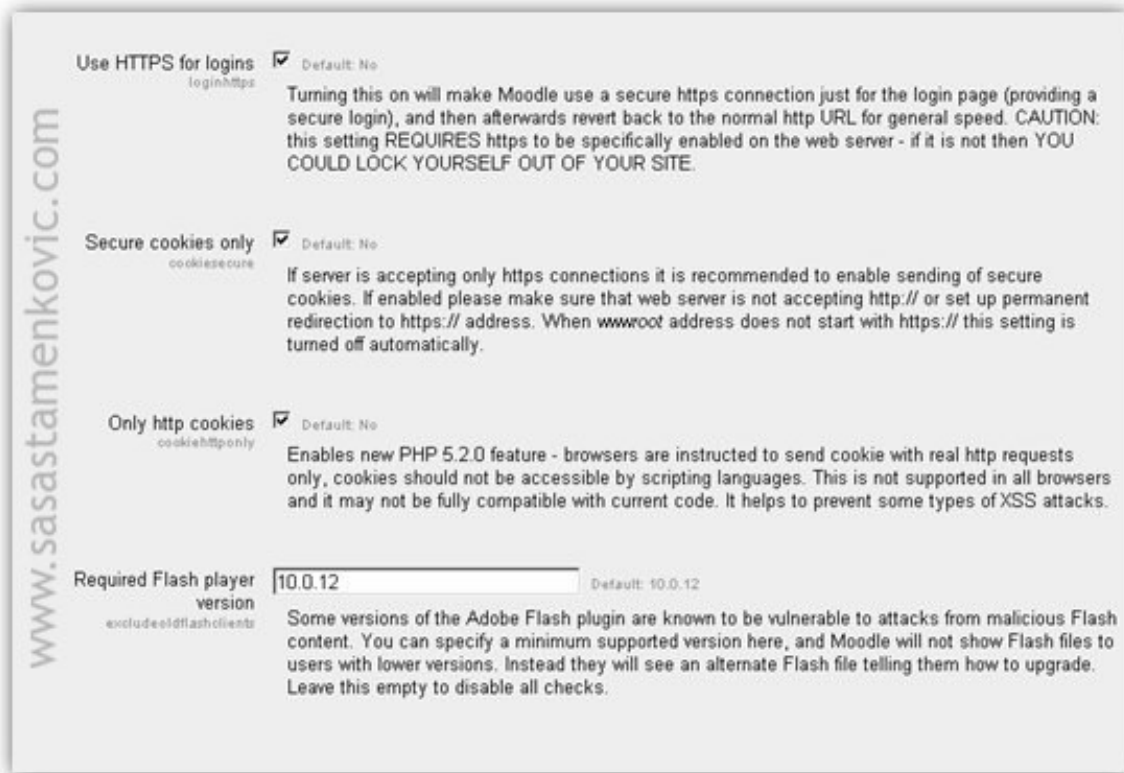 www.sasastamenkovic.com
Use HTTPS for logins
loginhttps
Default: No
Turning this on will make Moodle use a secure https connection just for the login page (providing a
secure login), and then afterwards revert back to the normal http URL for general speed. CAUTION:
this setting REQUIRES https to be specifically enabled on the web server - if it is not then YOU
COULD LOCK YOURSELF OUT OF YOUR SITE.
Secure cookies only
cookiesecure
Default: No
If server is accepting only https connections it is recommended to enable sending of secure
cookies. If enabled please make sure that web server is not accepting http:// or set up permanent
redirection to https:// address. When wwwroot address does not start with https:// this setting is
turned off automatically.
Only http cookies
cookiehttponly
Default: No
Enables new PHP 5.2.0 feature - browsers are instructed to send cookie with real http requests
only, cookies should not be accessible by scripting languages. This is not supported in all browsers
and it may not be fully compatible with current code. It helps to prevent some types of XSS attacks.
Required Flash player
version
excludeoldflashclients
10.0.12
Default: 10.0.12
Some versions of the Adobe Flash plugin are known to be vulnerable to attacks from malicious Flash
content. You can specify a minimum supported version here, and Moodle will not show Flash files to
users with lower versions. Instead they will see an alternate Flash file telling them how to upgrade.
Leave this empty to disable all checks.